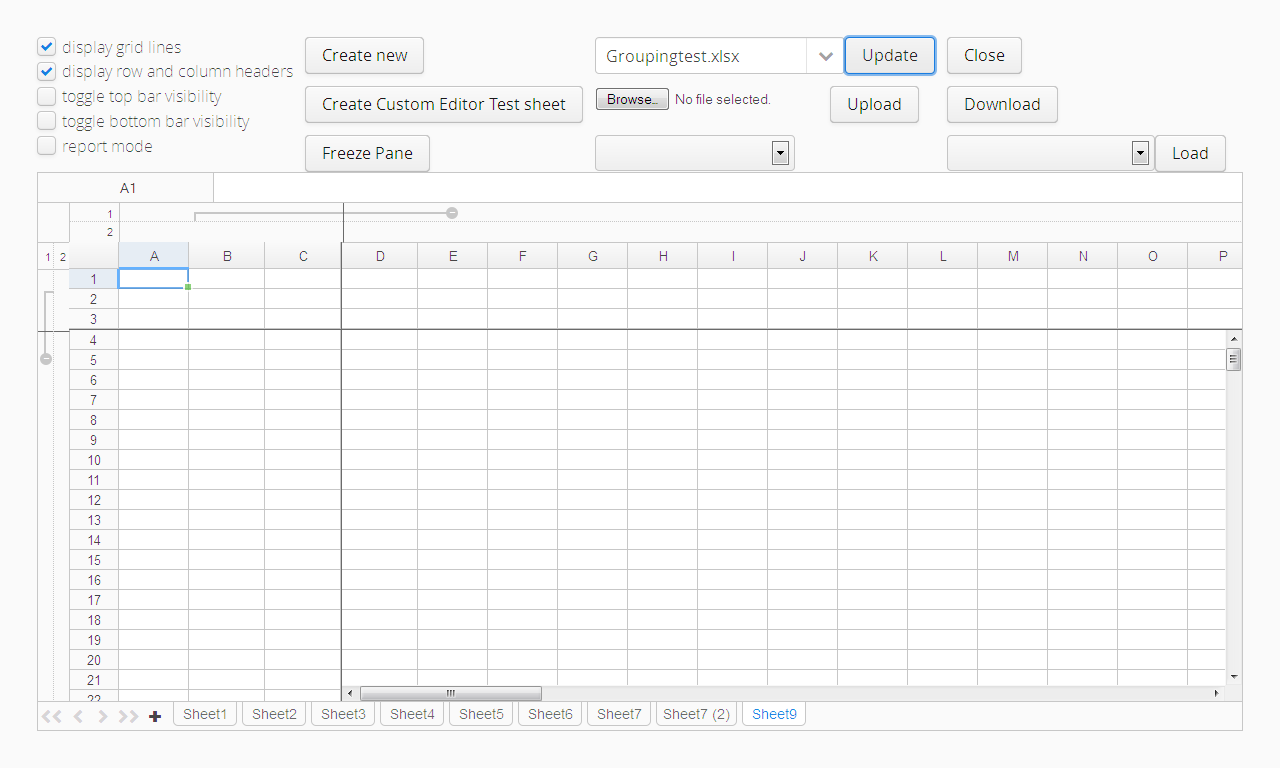 display grid lines
display row and column headers
toggle top bar visibility
toggle bottom bar visibility
report mode
Create new
Groupingtest.xlsx
Update
Close
Create Custom Editor Test sheet
Browse_ No file selected.
Upload
Download
Freeze Pane
Load
A1
1
2
1 2
A B C D E F G H I J K L M N O P
1
2
3
4
5
6
7
8
9
10
11
12
13
14
15
16
17
18
19
20
21
22
Sheet1 Sheet2 Sheet3 Sheet4 Sheet5 Sheet6 Sheet7 Sheet7 (2) Sheet9